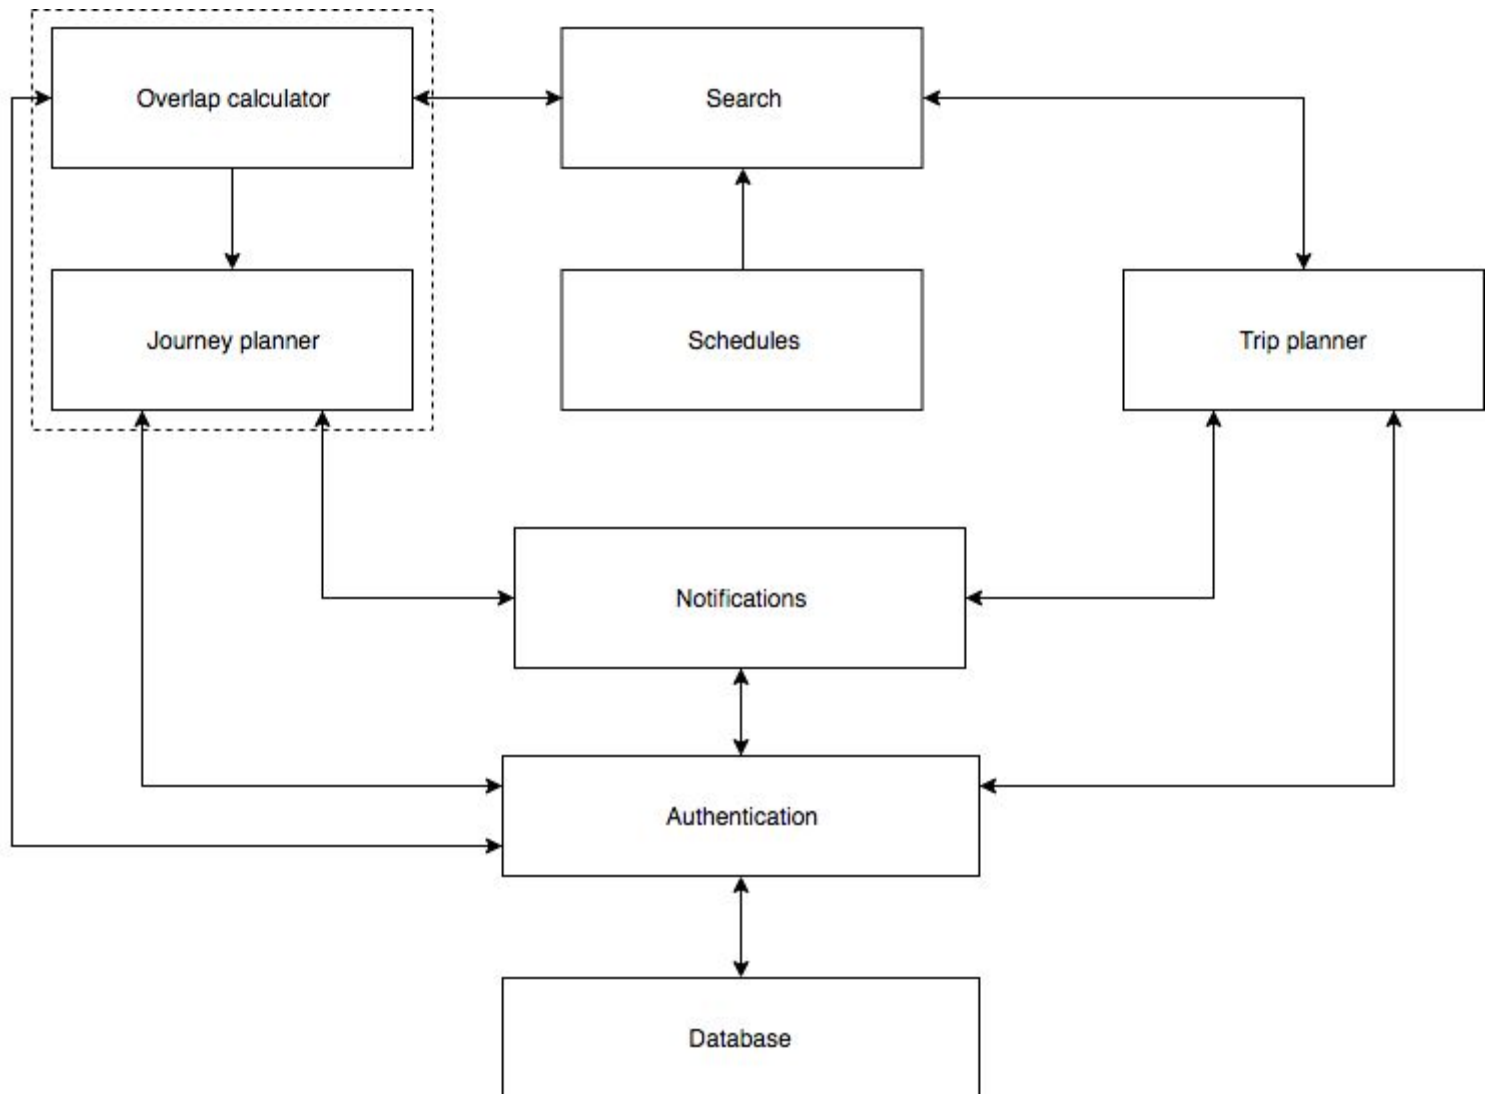 Overlap calculator
Search
Journey planner
Schedules
Trip planner
Notifications
Authentication
Database